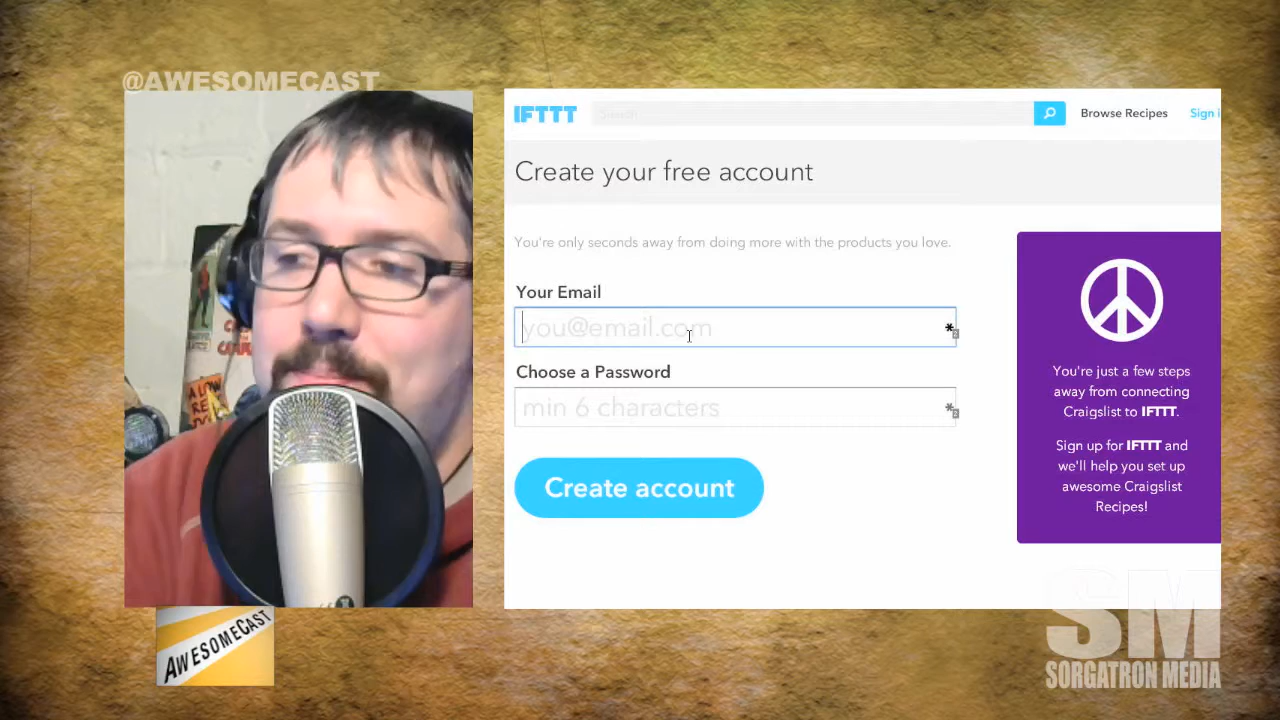 @AWESOMECAST
IFTTT
Search
Browse Recipes
Sign I
Create your free account
You're only seconds away from doing more with the products you love.
Your Email
you@email.com
Choose a Password
min 6 characters
Create account
You're just a few steps
away from connecting
Craigslist to IFTTT.
Sign up for IFTTT and
we'll help you set up
awesome Craigslist
Recipes!
AWESOMECAST
SM
SORGATRON MEDIA